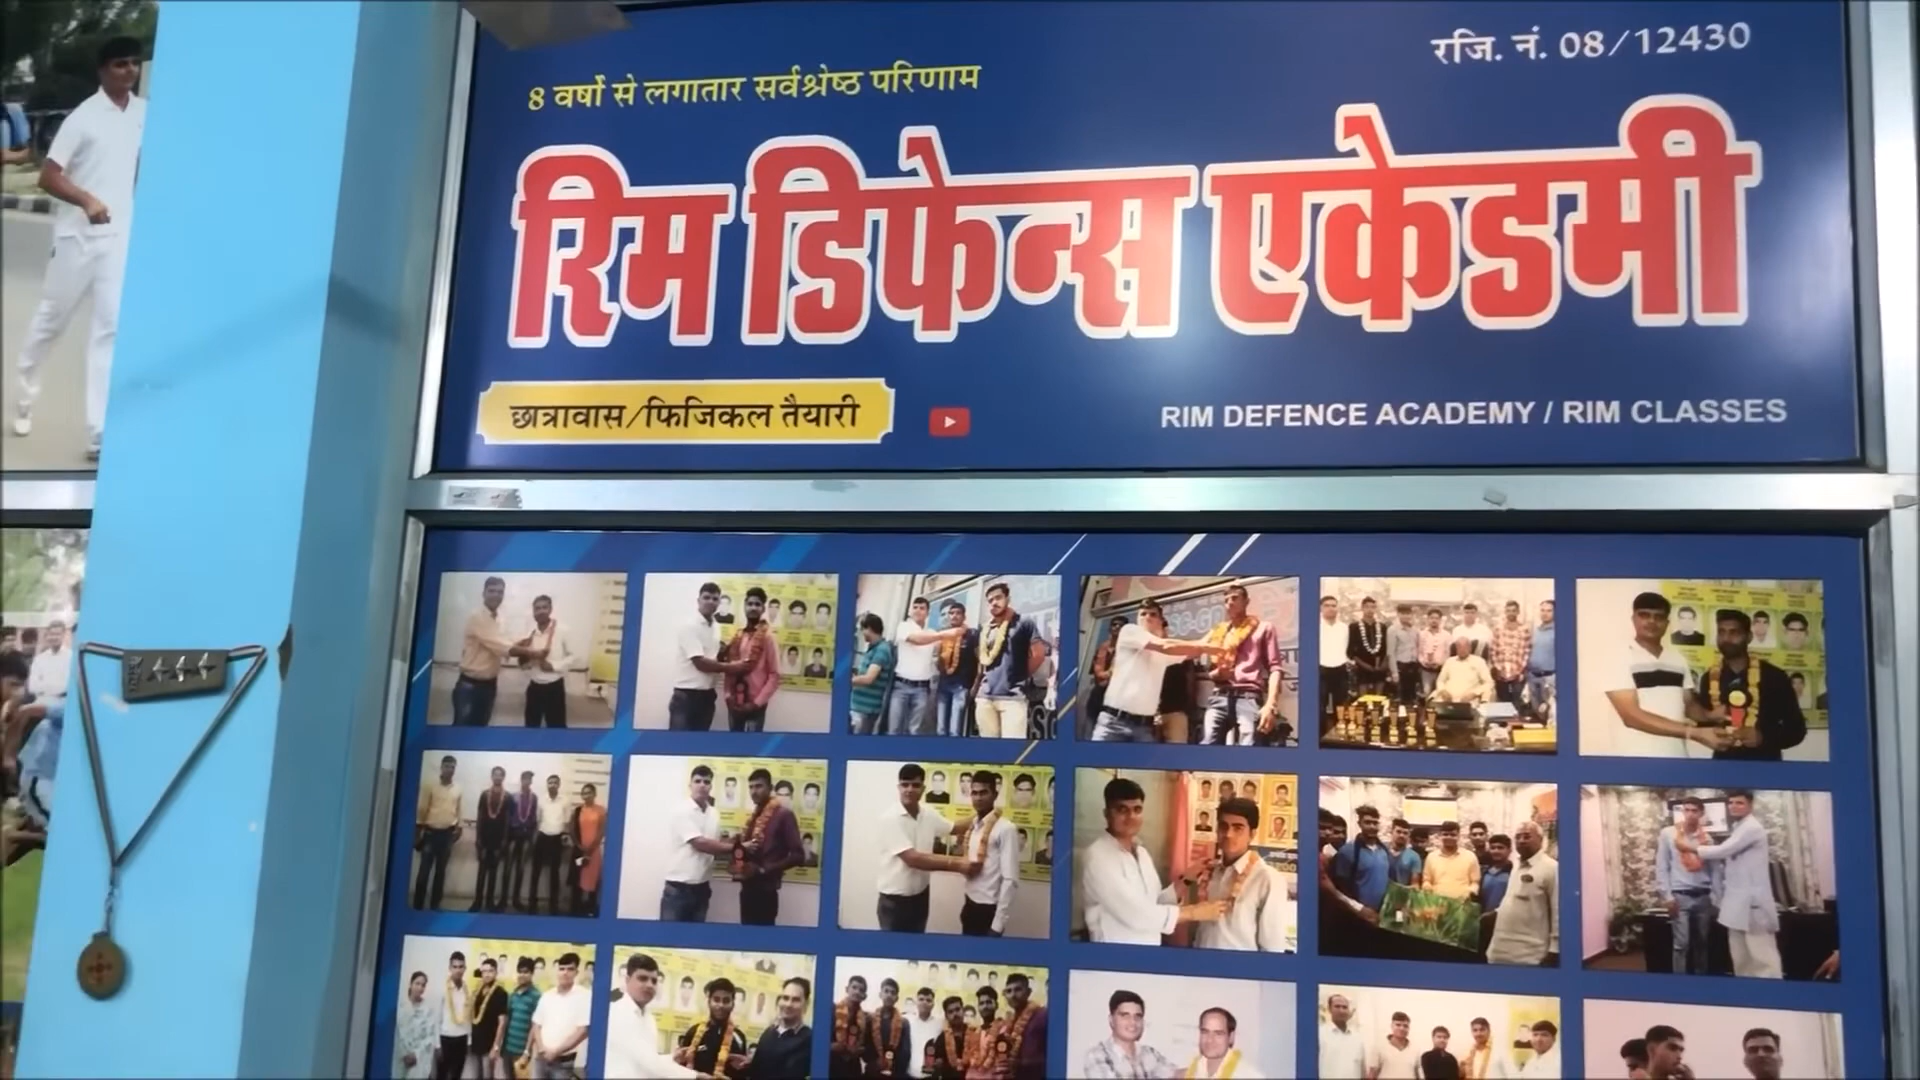 रजि. नं. 08/12430
8 वर्षो से लगातार सर्वश्रेष्ठ परिणाम
रिम डिफेन्स एकेडमी
छात्रावास/फिजिकल तैयारी
RIM DEFENCE ACADEMY / RIM CLASSES